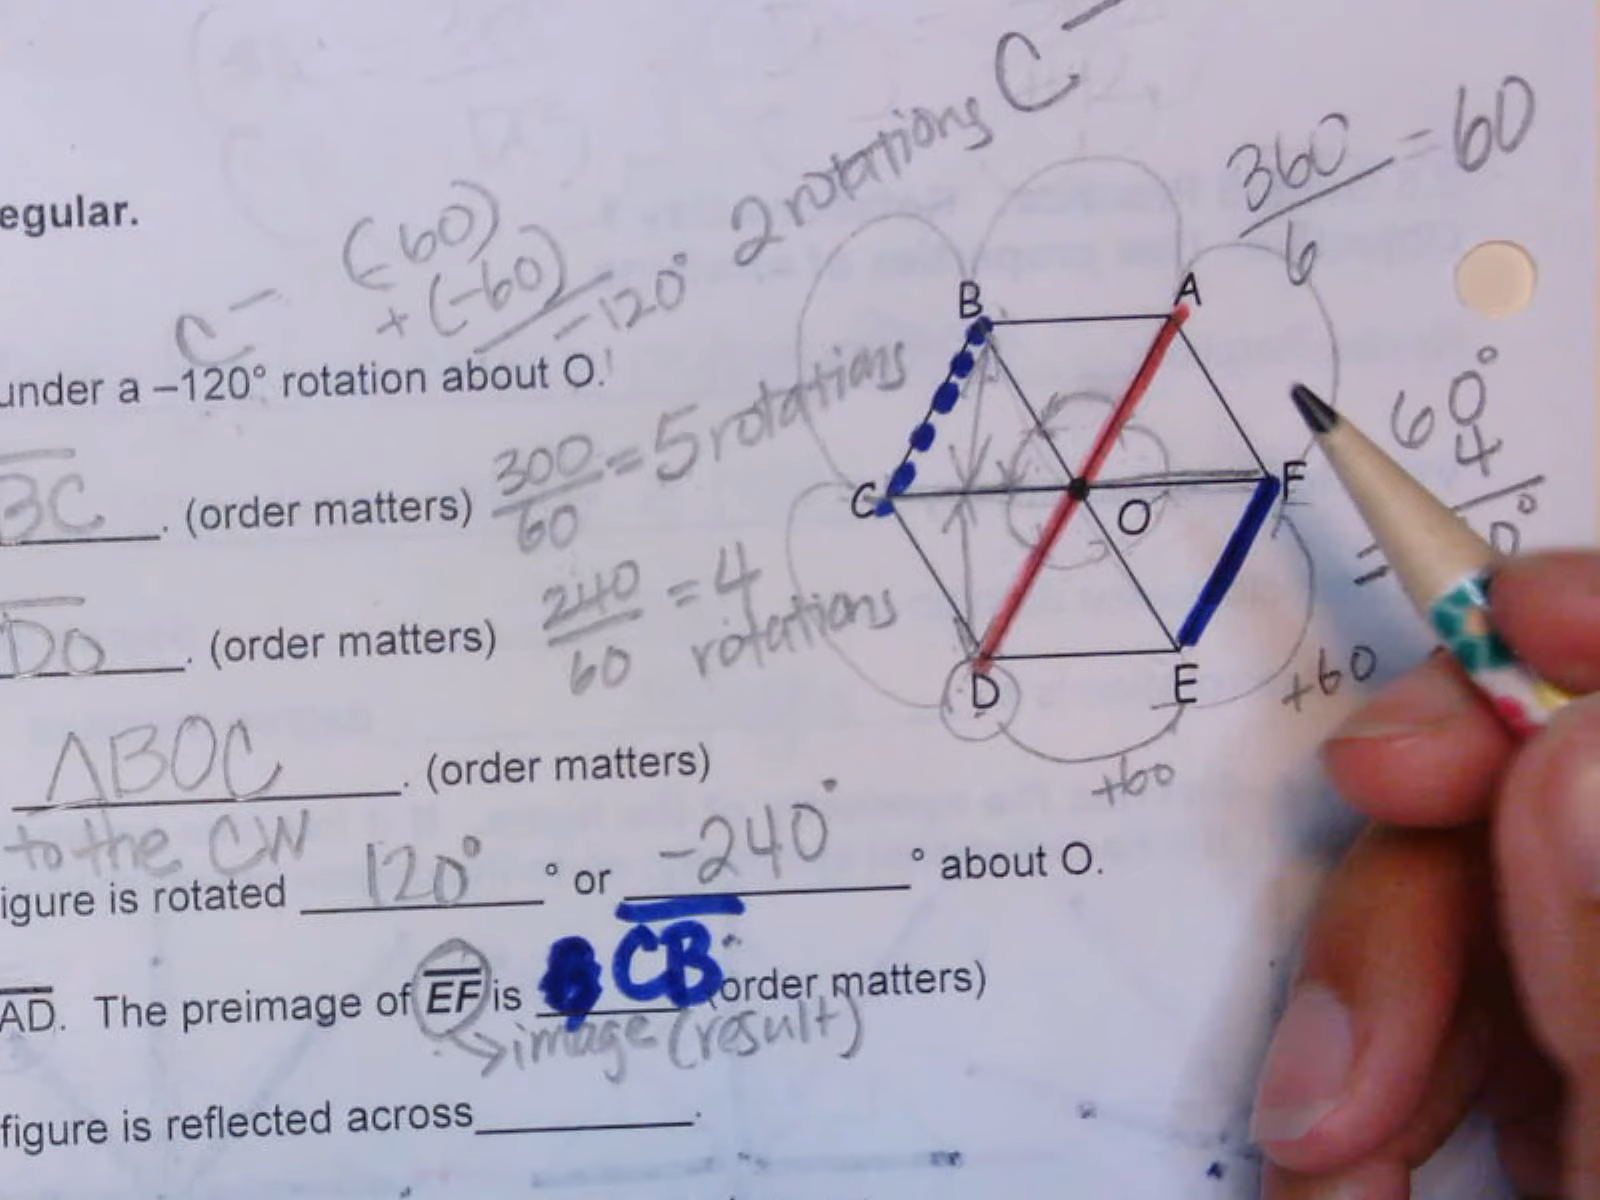 C —
egular.
(-60)
+ (-60)
-120°
2 rotations
360
6
= 60
C —
under a –120° rotation about O.
BC . (order matters)
300
60
= 5 rotations
DO . (order matters)
240
60
= 4
rotations
△BOC . (order matters)
to the CW
igure is rotated 120° ° or -240° ° about O.
AD. The preimage of EF is CB (order matters)
image (result)
figure is reflected across .
B
A
C
O
F
D
E
60°
4
+60
+60